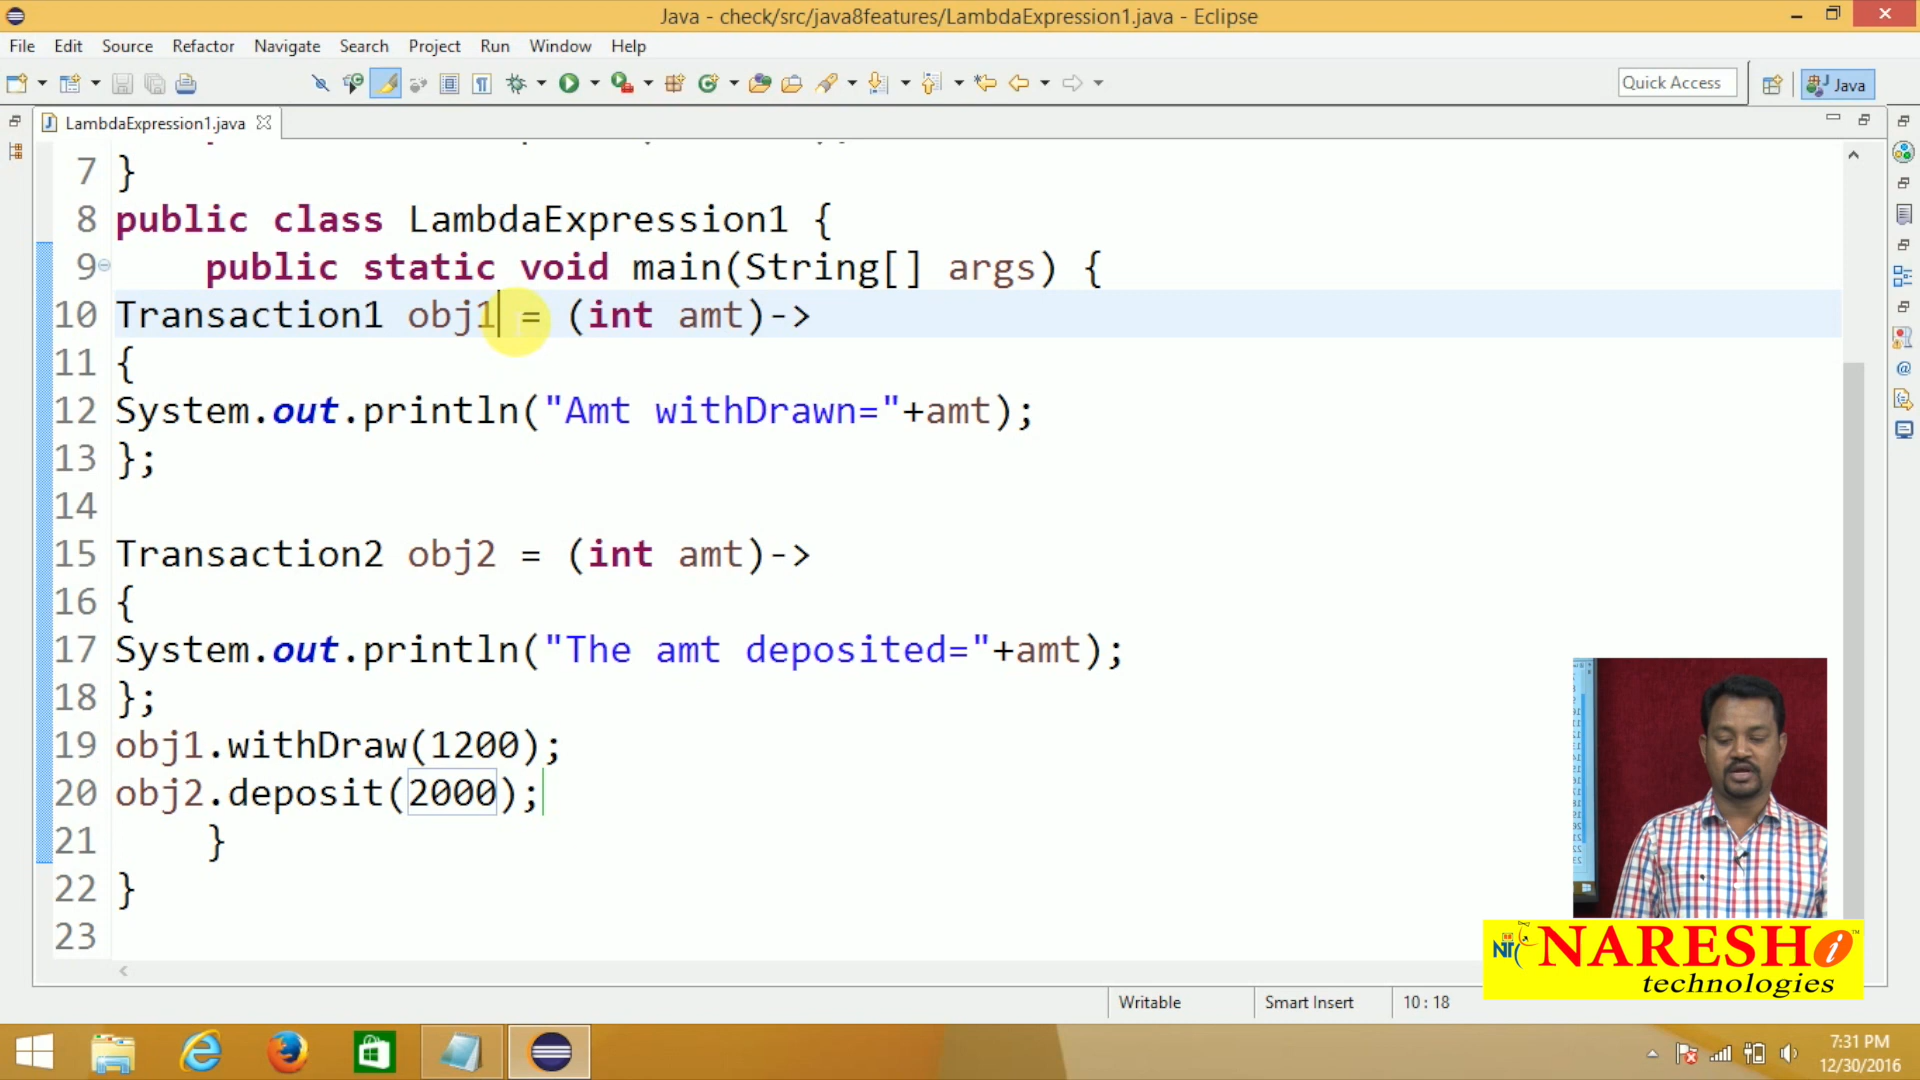 Java - check/src/java8features/LambdaExpression1.java - Eclipse
File Edit Source Refactor Navigate Search Project Run Window Help
Quick Access
Java
LambdaExpression1.java
7 }
8 public class LambdaExpression1 {
9 public static void main(String[] args) {
10 Transaction1 obj1 = (int amt)->
11 {
12 System.out.println("Amt withDrawn="+amt);
13 };
14
15 Transaction2 obj2 = (int amt)->
16 {
17 System.out.println("The amt deposited="+amt);
18 };
19 obj1.withDraw(1200);
20 obj2.deposit(2000);
21 }
22 }
23
NARESH i
technologies
Writable Smart Insert 10 : 18
7:31 PM
12/30/2016